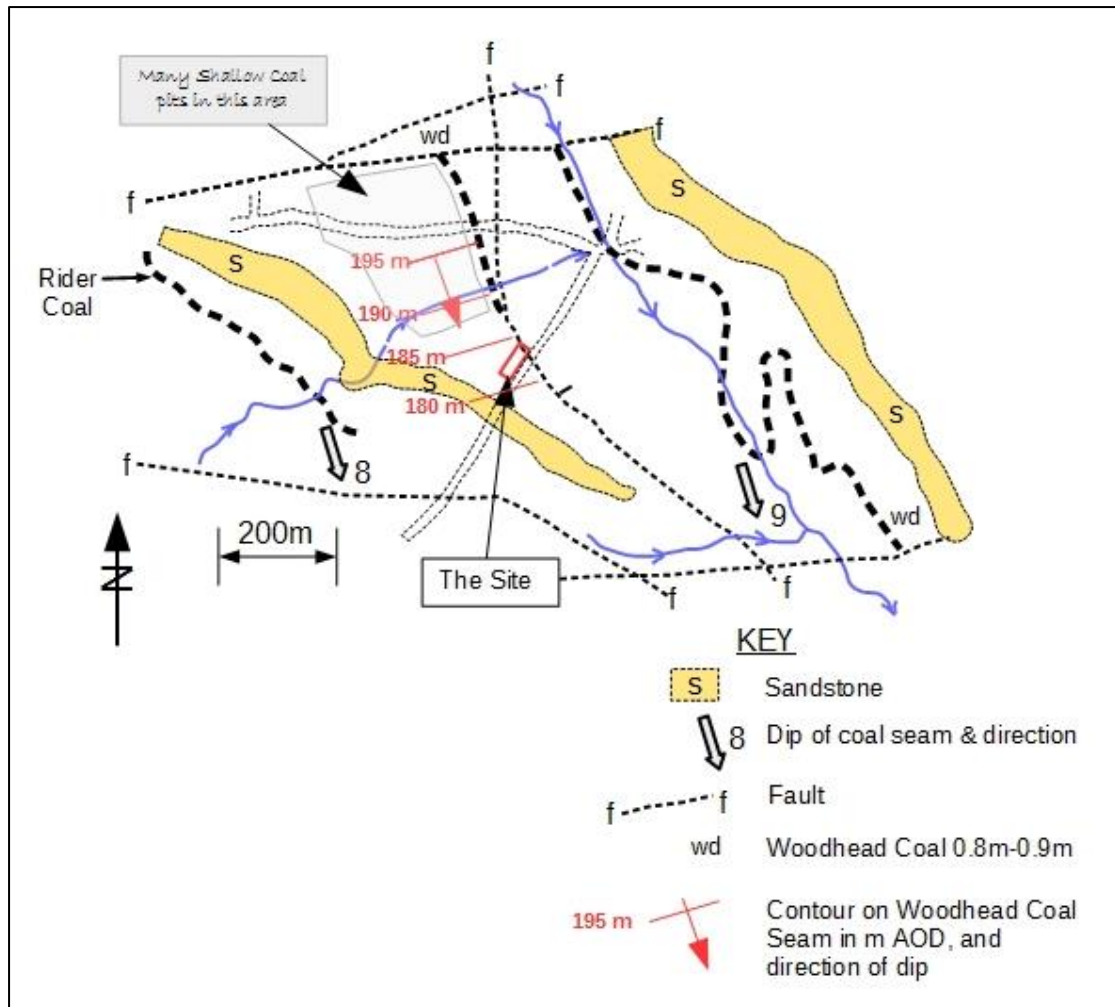 f
Many Shallow Coal
pits in this area
f
wd
f
f
S
S
195 m
Rider
Coal
190 m
185 m
S
180 m
S
f
8
9
wd
200m
N
The Site
f
f
KEY
S
Sandstone
8
Dip of coal seam & direction
f
f
Fault
wd
Woodhead Coal 0.8m-0.9m
195 m
Contour on Woodhead Coal
Seam in m AOD, and
direction of dip